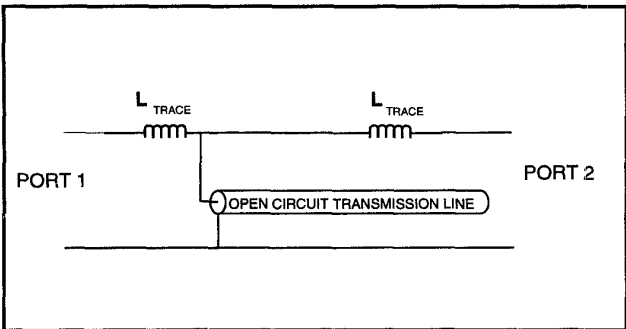 L TRACE L TRACE
PORT 1
PORT 2
OPEN CIRCUIT TRANSMISSION LINE